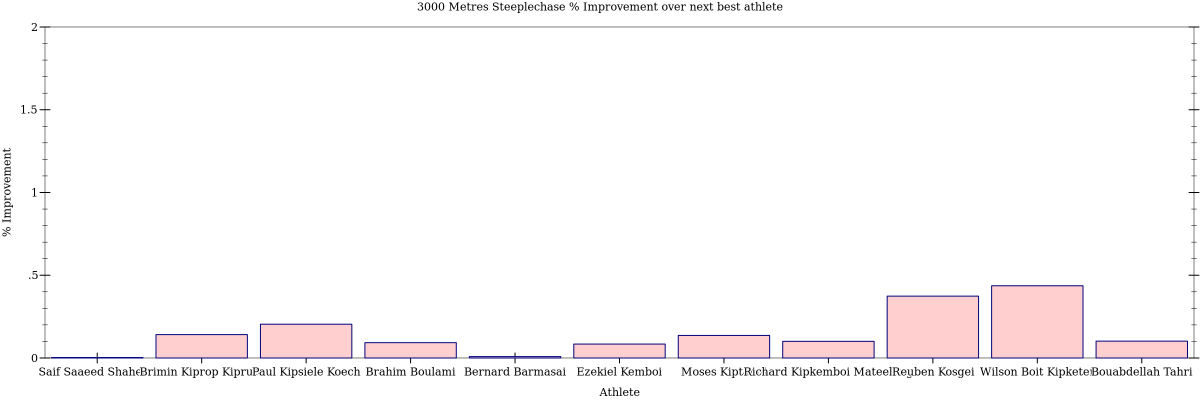 3000 Metres Steeplechase % Improvement over next best athlete
2
1.5
1
.5
0
% Improvement
Saif Saaeed Shahe Brimin Kiprop Kipru Paul Kipsiele Koech Brahim Boulami Bernard Barmasai Ezekiel Kemboi Moses Kipt Richard Kipkemboi Mateel Reuben Kosgei Wilson Boit Kipkete Bouabdellah Tahri
Athlete